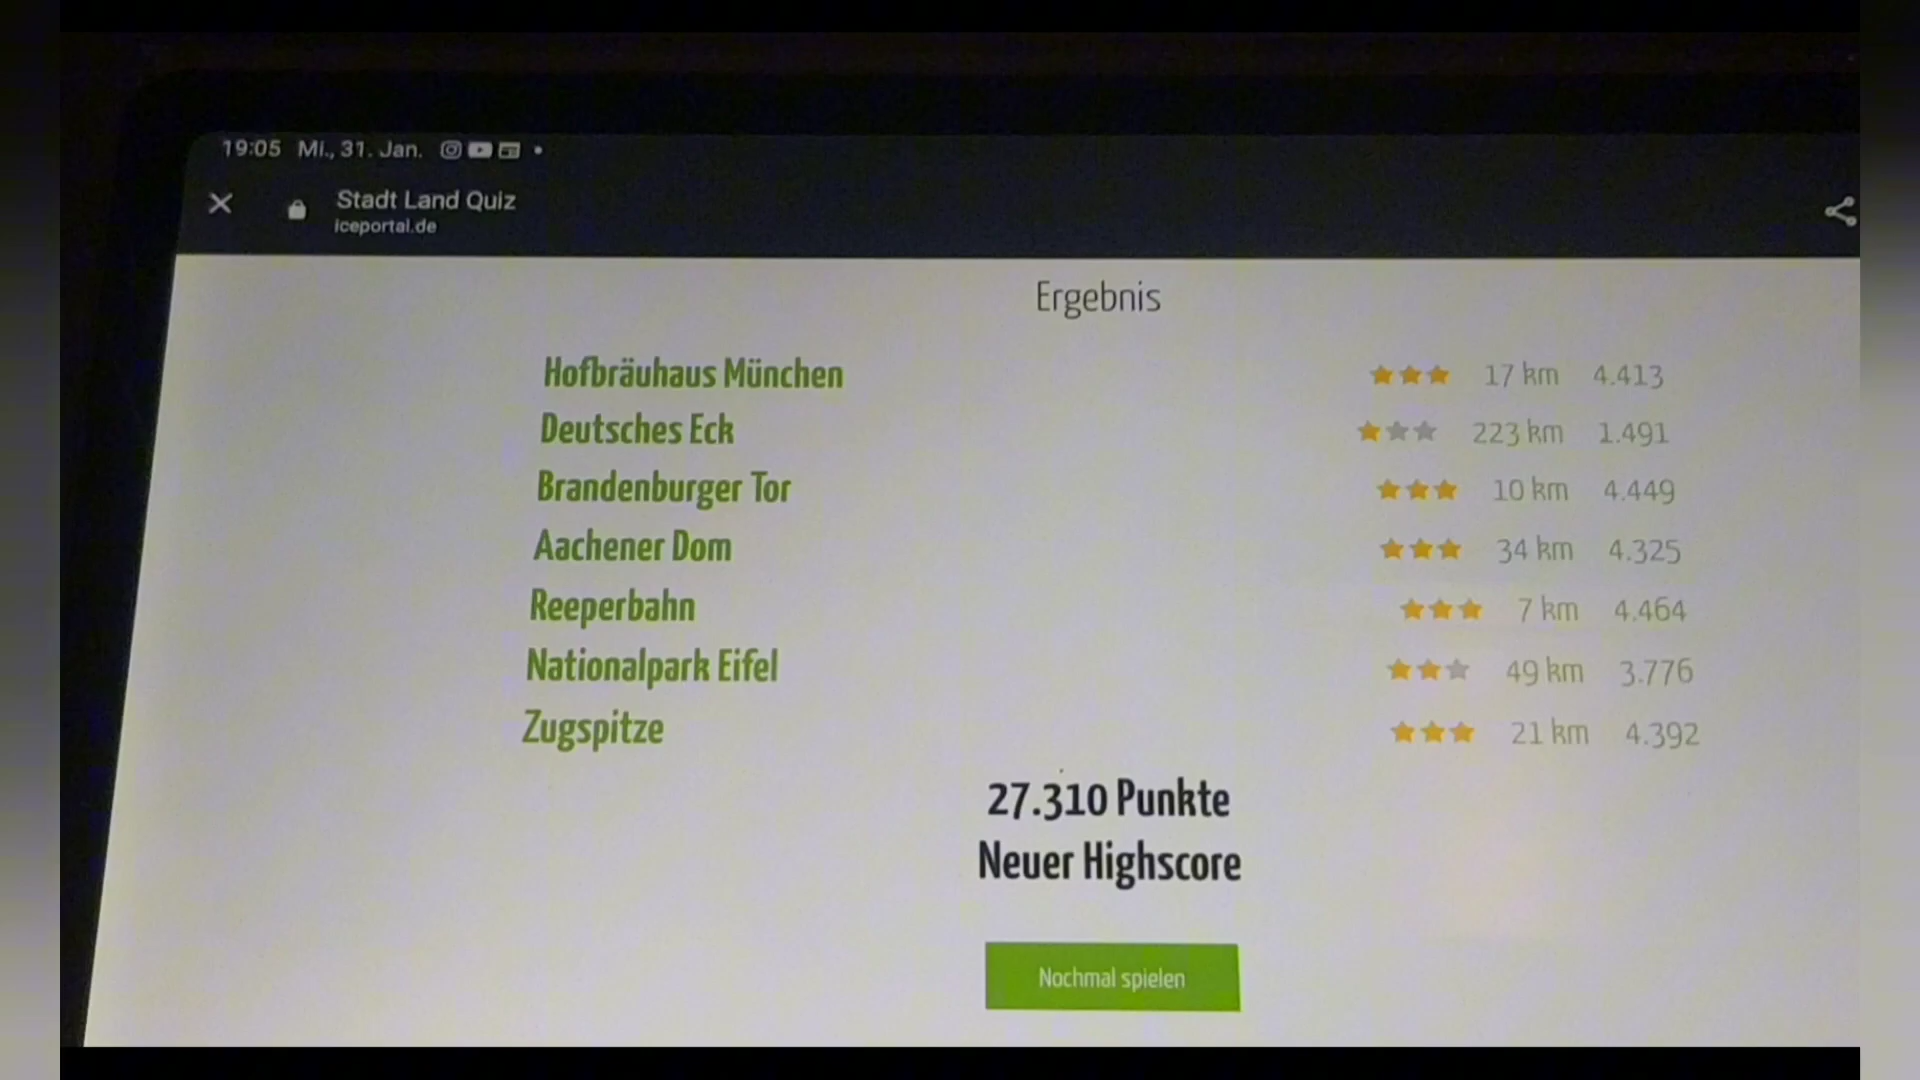 19:05 Mi., 31. Jan.
Stadt Land Quiz
iceportal.de
Ergebnis
Hofbräuhaus München 17 km 4.413
Deutsches Eck 223 km 1.491
Brandenburger Tor 10 km 4.449
Aachener Dom 34 km 4.325
Reeperbahn 7 km 4.464
Nationalpark Eifel 49 km 3.776
Zugspitze 21 km 4.392
27.310 Punkte
Neuer Highscore
Nochmal spielen